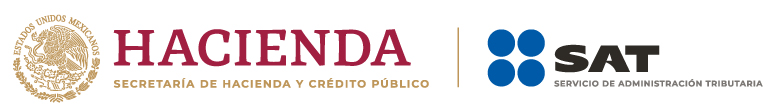 ESTADOS UNIDOS MEXICANOS
HACIENDA
SECRETARÍA DE HACIENDA Y CRÉDITO PÚBLICO
SAT
SERVICIO DE ADMINISTRACIÓN TRIBUTARIA